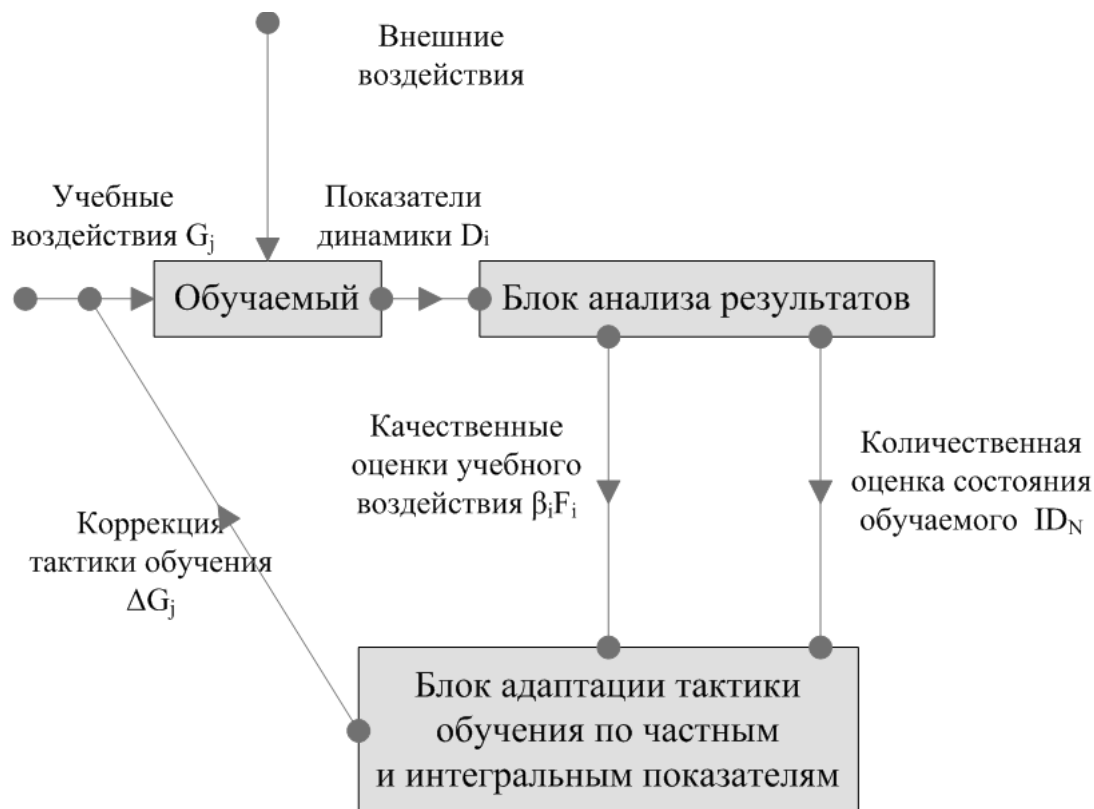 Внешние
воздействия
Учебные
воздействия Gj
Показатели
динамики Di
Обучаемый
Блок анализа результатов
Качественные
оценки учебного
воздействия βiFi
Количественная
оценка состояния
обучаемого IDN
Коррекция
тактики обучения
ΔGj
Блок адаптации тактики
обучения по частным
и интегральным показателям